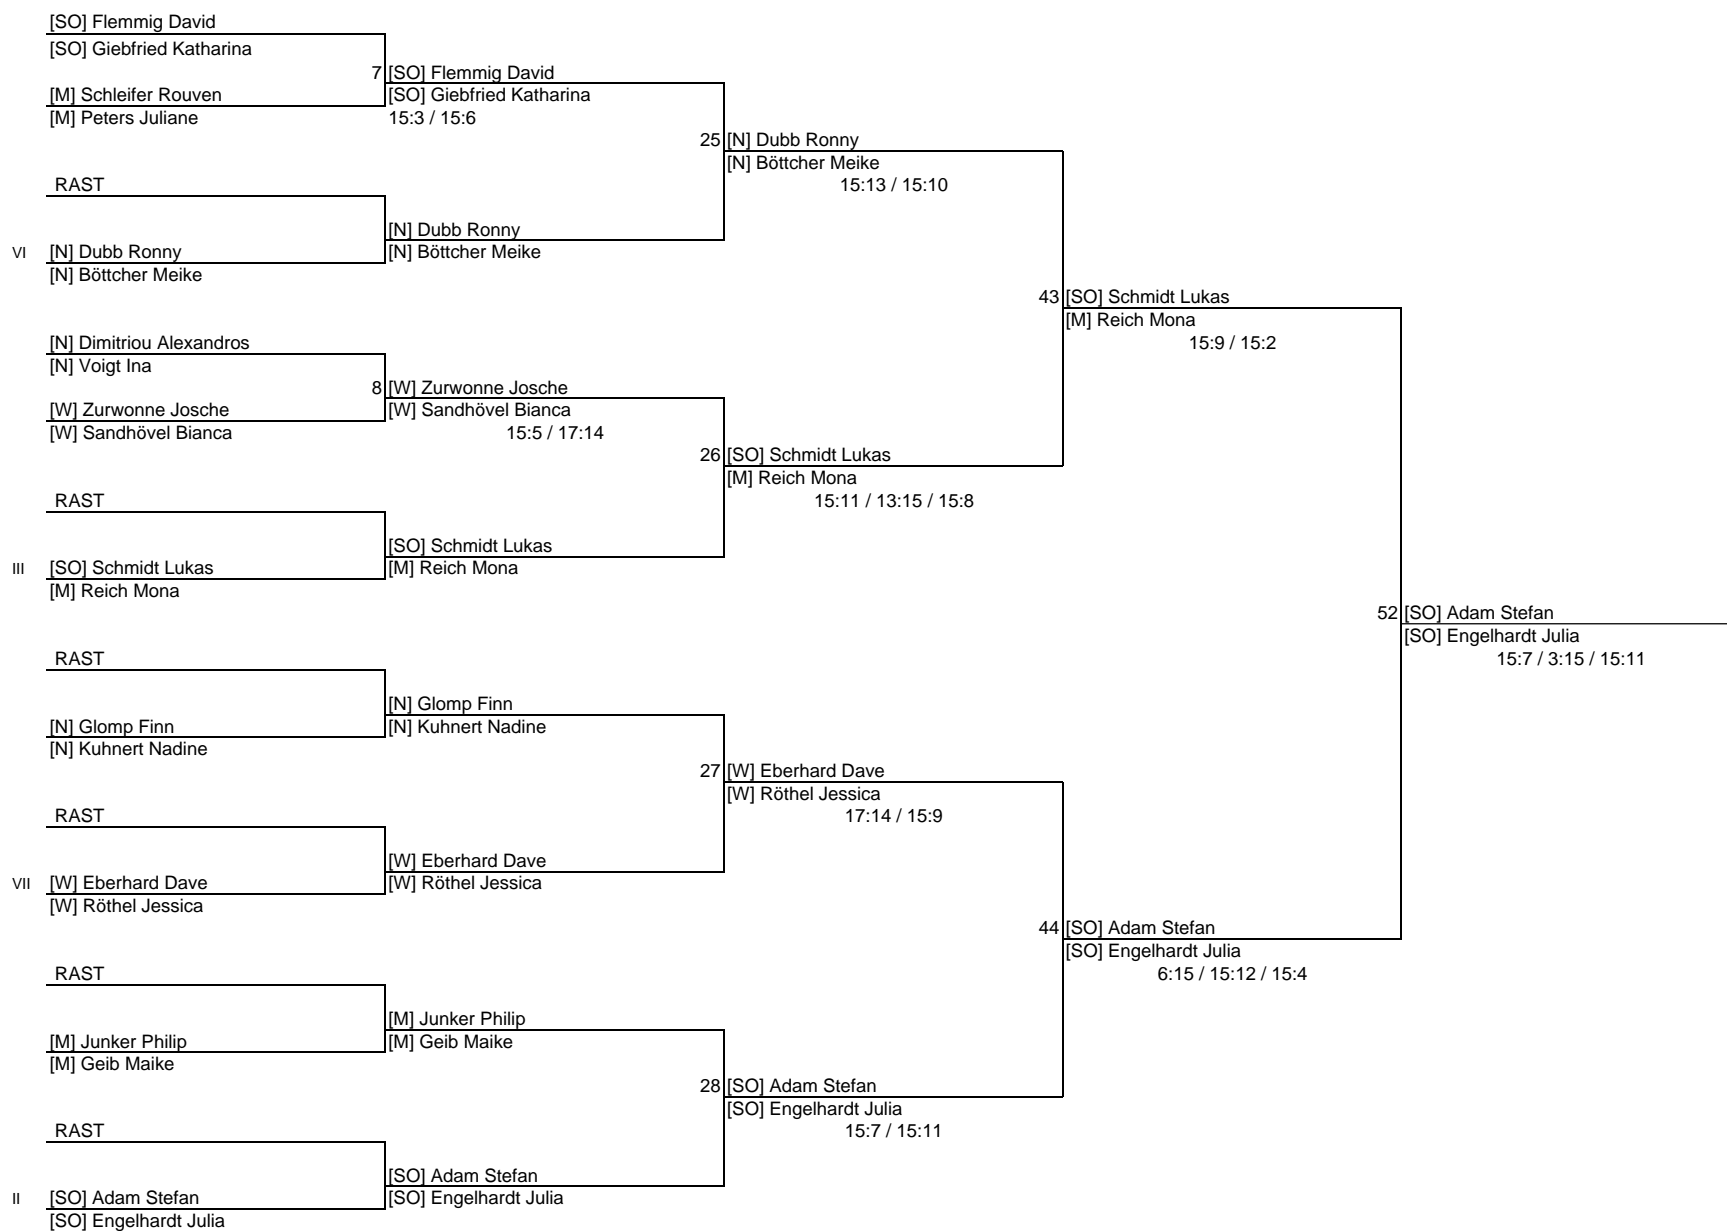 [SO] Flemmig David
[SO] Giebfried Katharina
7 [SO] Flemmig David
[M] Schleifer Rouven
[SO] Giebfried Katharina
[M] Peters Juliane
15:3 / 15:6
25 [N] Dubb Ronny
[N] Böttcher Meike
RAST
15:13 / 15:10
[N] Dubb Ronny
VI [N] Dubb Ronny
[N] Böttcher Meike
[N] Böttcher Meike
43 [SO] Schmidt Lukas
[M] Reich Mona
[N] Dimitriou Alexandros
15:9 / 15:2
[N] Voigt Ina
8 [W] Zurwonne Josche
[W] Zurwonne Josche
[W] Sandhövel Bianca
[W] Sandhövel Bianca
15:5 / 17:14
26 [SO] Schmidt Lukas
[M] Reich Mona
RAST
15:11 / 13:15 / 15:8
[SO] Schmidt Lukas
III [SO] Schmidt Lukas
[M] Reich Mona
[M] Reich Mona
52 [SO] Adam Stefan
[SO] Engelhardt Julia
RAST
15:7 / 3:15 / 15:11
[N] Glomp Finn
[N] Glomp Finn
[N] Kuhnert Nadine
[N] Kuhnert Nadine
27 [W] Eberhard Dave
[W] Röthel Jessica
RAST
17:14 / 15:9
[W] Eberhard Dave
VII [W] Eberhard Dave
[W] Röthel Jessica
[W] Röthel Jessica
44 [SO] Adam Stefan
[SO] Engelhardt Julia
RAST
6:15 / 15:12 / 15:4
[M] Junker Philip
[M] Junker Philip
[M] Geib Maike
[M] Geib Maike
28 [SO] Adam Stefan
[SO] Engelhardt Julia
RAST
15:7 / 15:11
[SO] Adam Stefan
II [SO] Adam Stefan
[SO] Engelhardt Julia
[SO] Engelhardt Julia